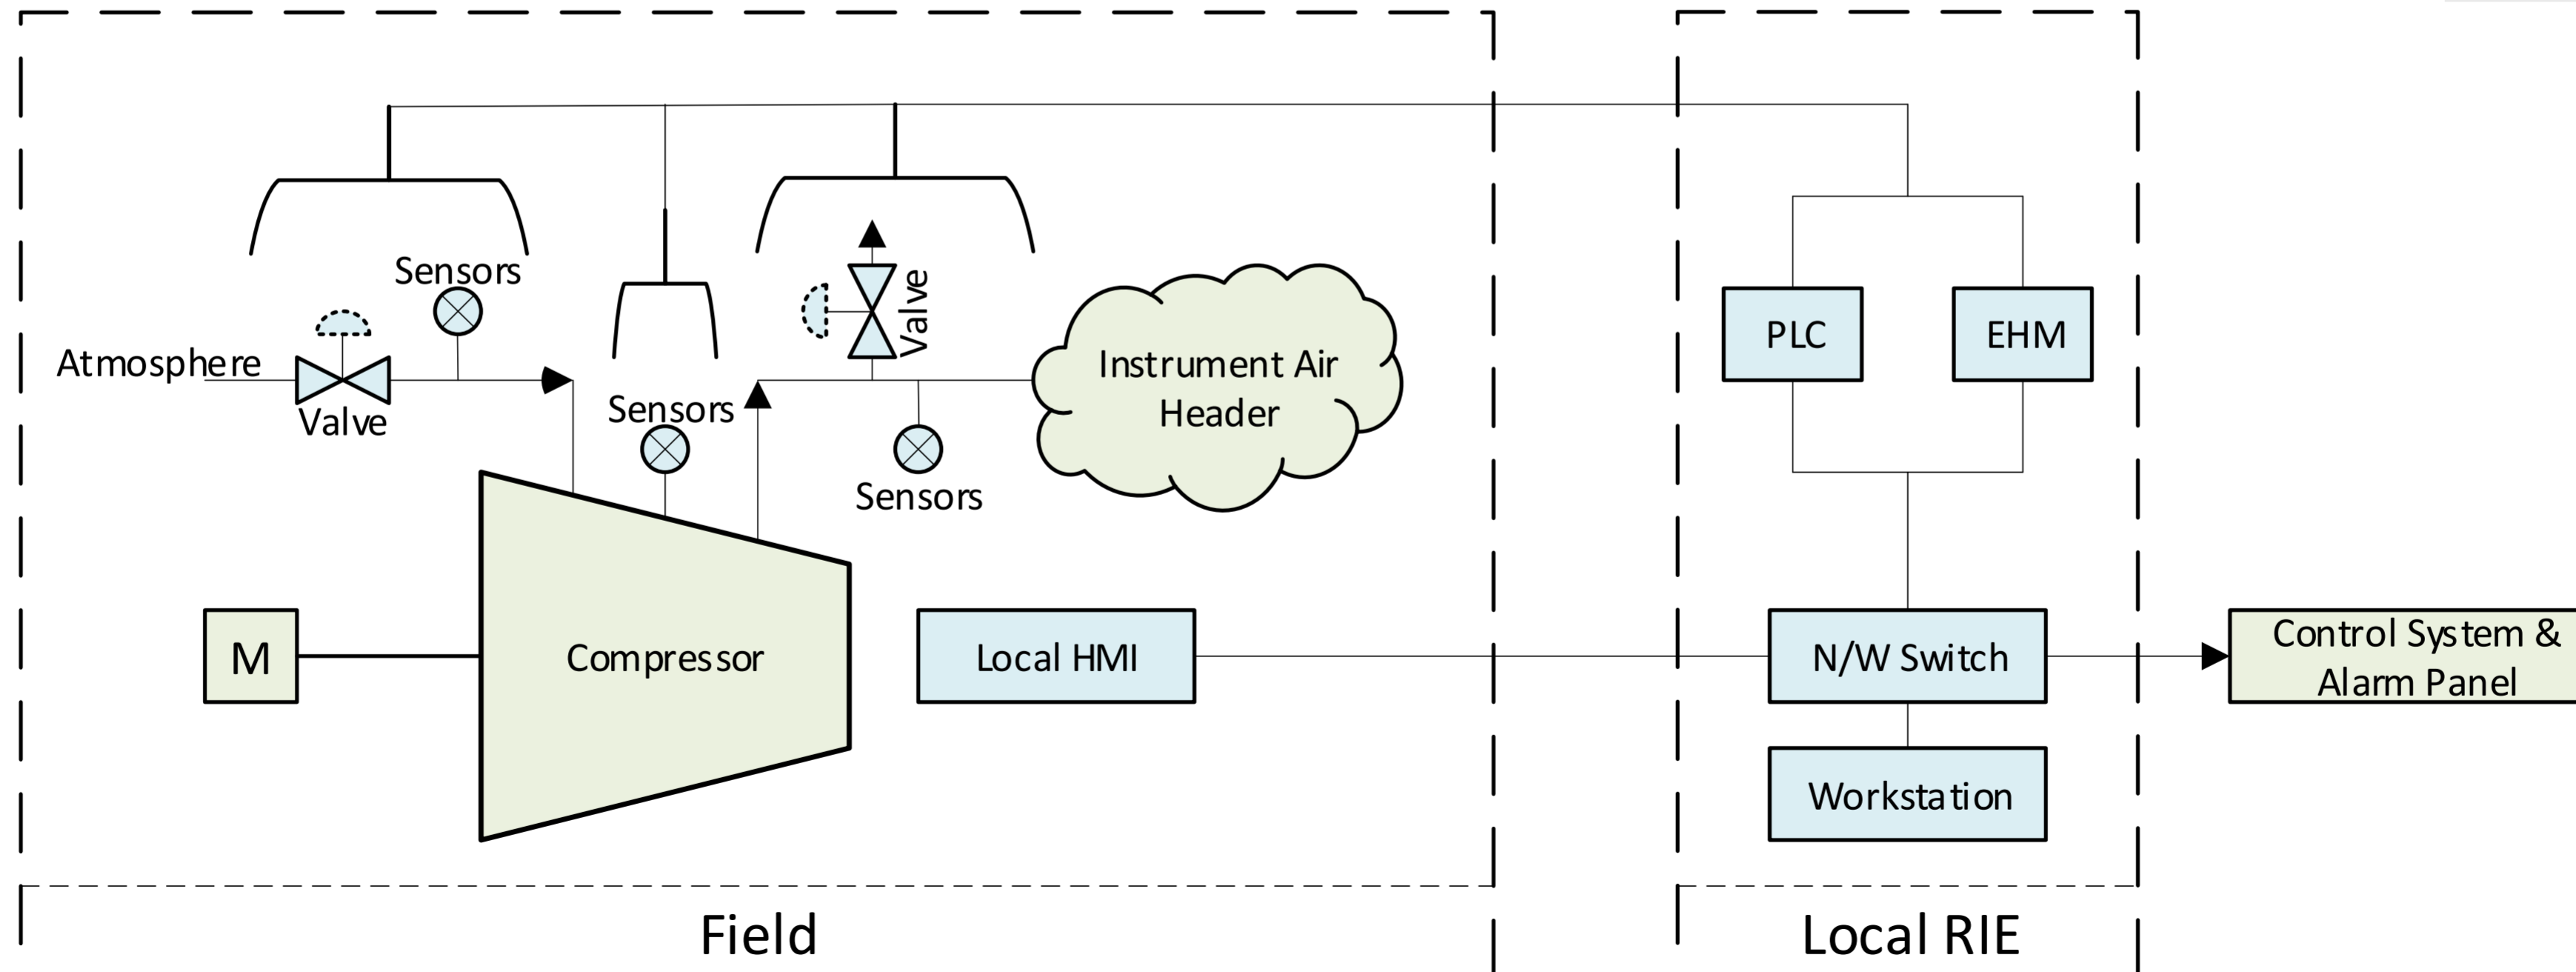 Sensors
Valve
Atmosphere
Valve
Sensors
Sensors
Instrument Air
Header
M
Compressor
Local HMI
Field
PLC
EHM
N/W Switch
Workstation
Local RIE
Control System &
Alarm Panel